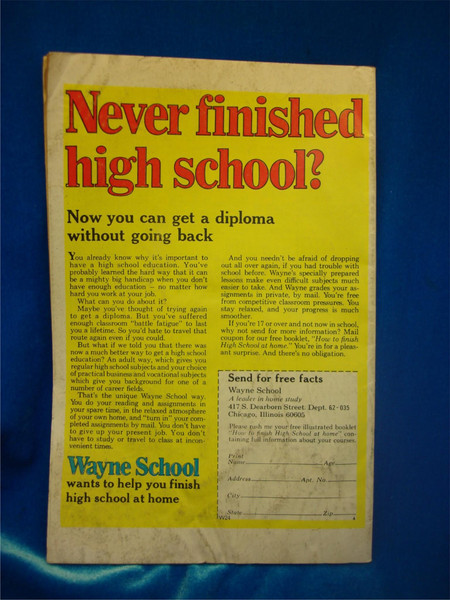 Never finished
high school?
Now you can get a diploma
without going back
You already know why it's important to
have a high school education. You've
probably learned the hard way that it can
be a mighty big handicap when you don't
have enough education – no matter how
hard you work at your job.
What can you do about it?
Maybe you've thought of trying again
to get a diploma. But you've suffered
enough classroom "battle fatigue" to last
you a lifetime. So you'd hate to travel that
route again even if you could.
But what if we told you that there was
now a much better way to get a high school
education? An adult way, which gives you
regular high school subjects and your choice
of practical business and vocational subjects
which give you background for one of a
number of career fields.
That's the unique Wayne School way.
You do your reading and assignments in
your spare time, in the relaxed atmosphere
of your own home, and "turn in" your com-
pleted assignments by mail. You don't have
to give up your present job. You don't
have to study or travel to class at incon-
venient times.
Wayne School
wants to help you finish
high school at home
And you needn't be afraid of dropping
out all over again, if you had trouble with
school before. Wayne's specially prepared
lessons make even difficult subjects much
easier to take. And Wayne grades your as-
signments in private, by mail. You're free
from competitive classroom pressures. You
stay relaxed, and your progress is much
smoother.
If you're 17 or over and not now in school,
why not send for more information? Mail
coupon for our free booklet, "How to finish
High School at home." You're in for a pleas-
ant surprise. And there's no obligation.
Send for free facts
Wayne School
A leader in home study
417 S. Dearborn Street Dept. 62-035
Chicago, Illinois 60605
Please rush me your free illustrated booklet
"How to finish High School at home" con-
taining full information about your courses.
Print
Name Age
Address Apt. No.
City
State Zip